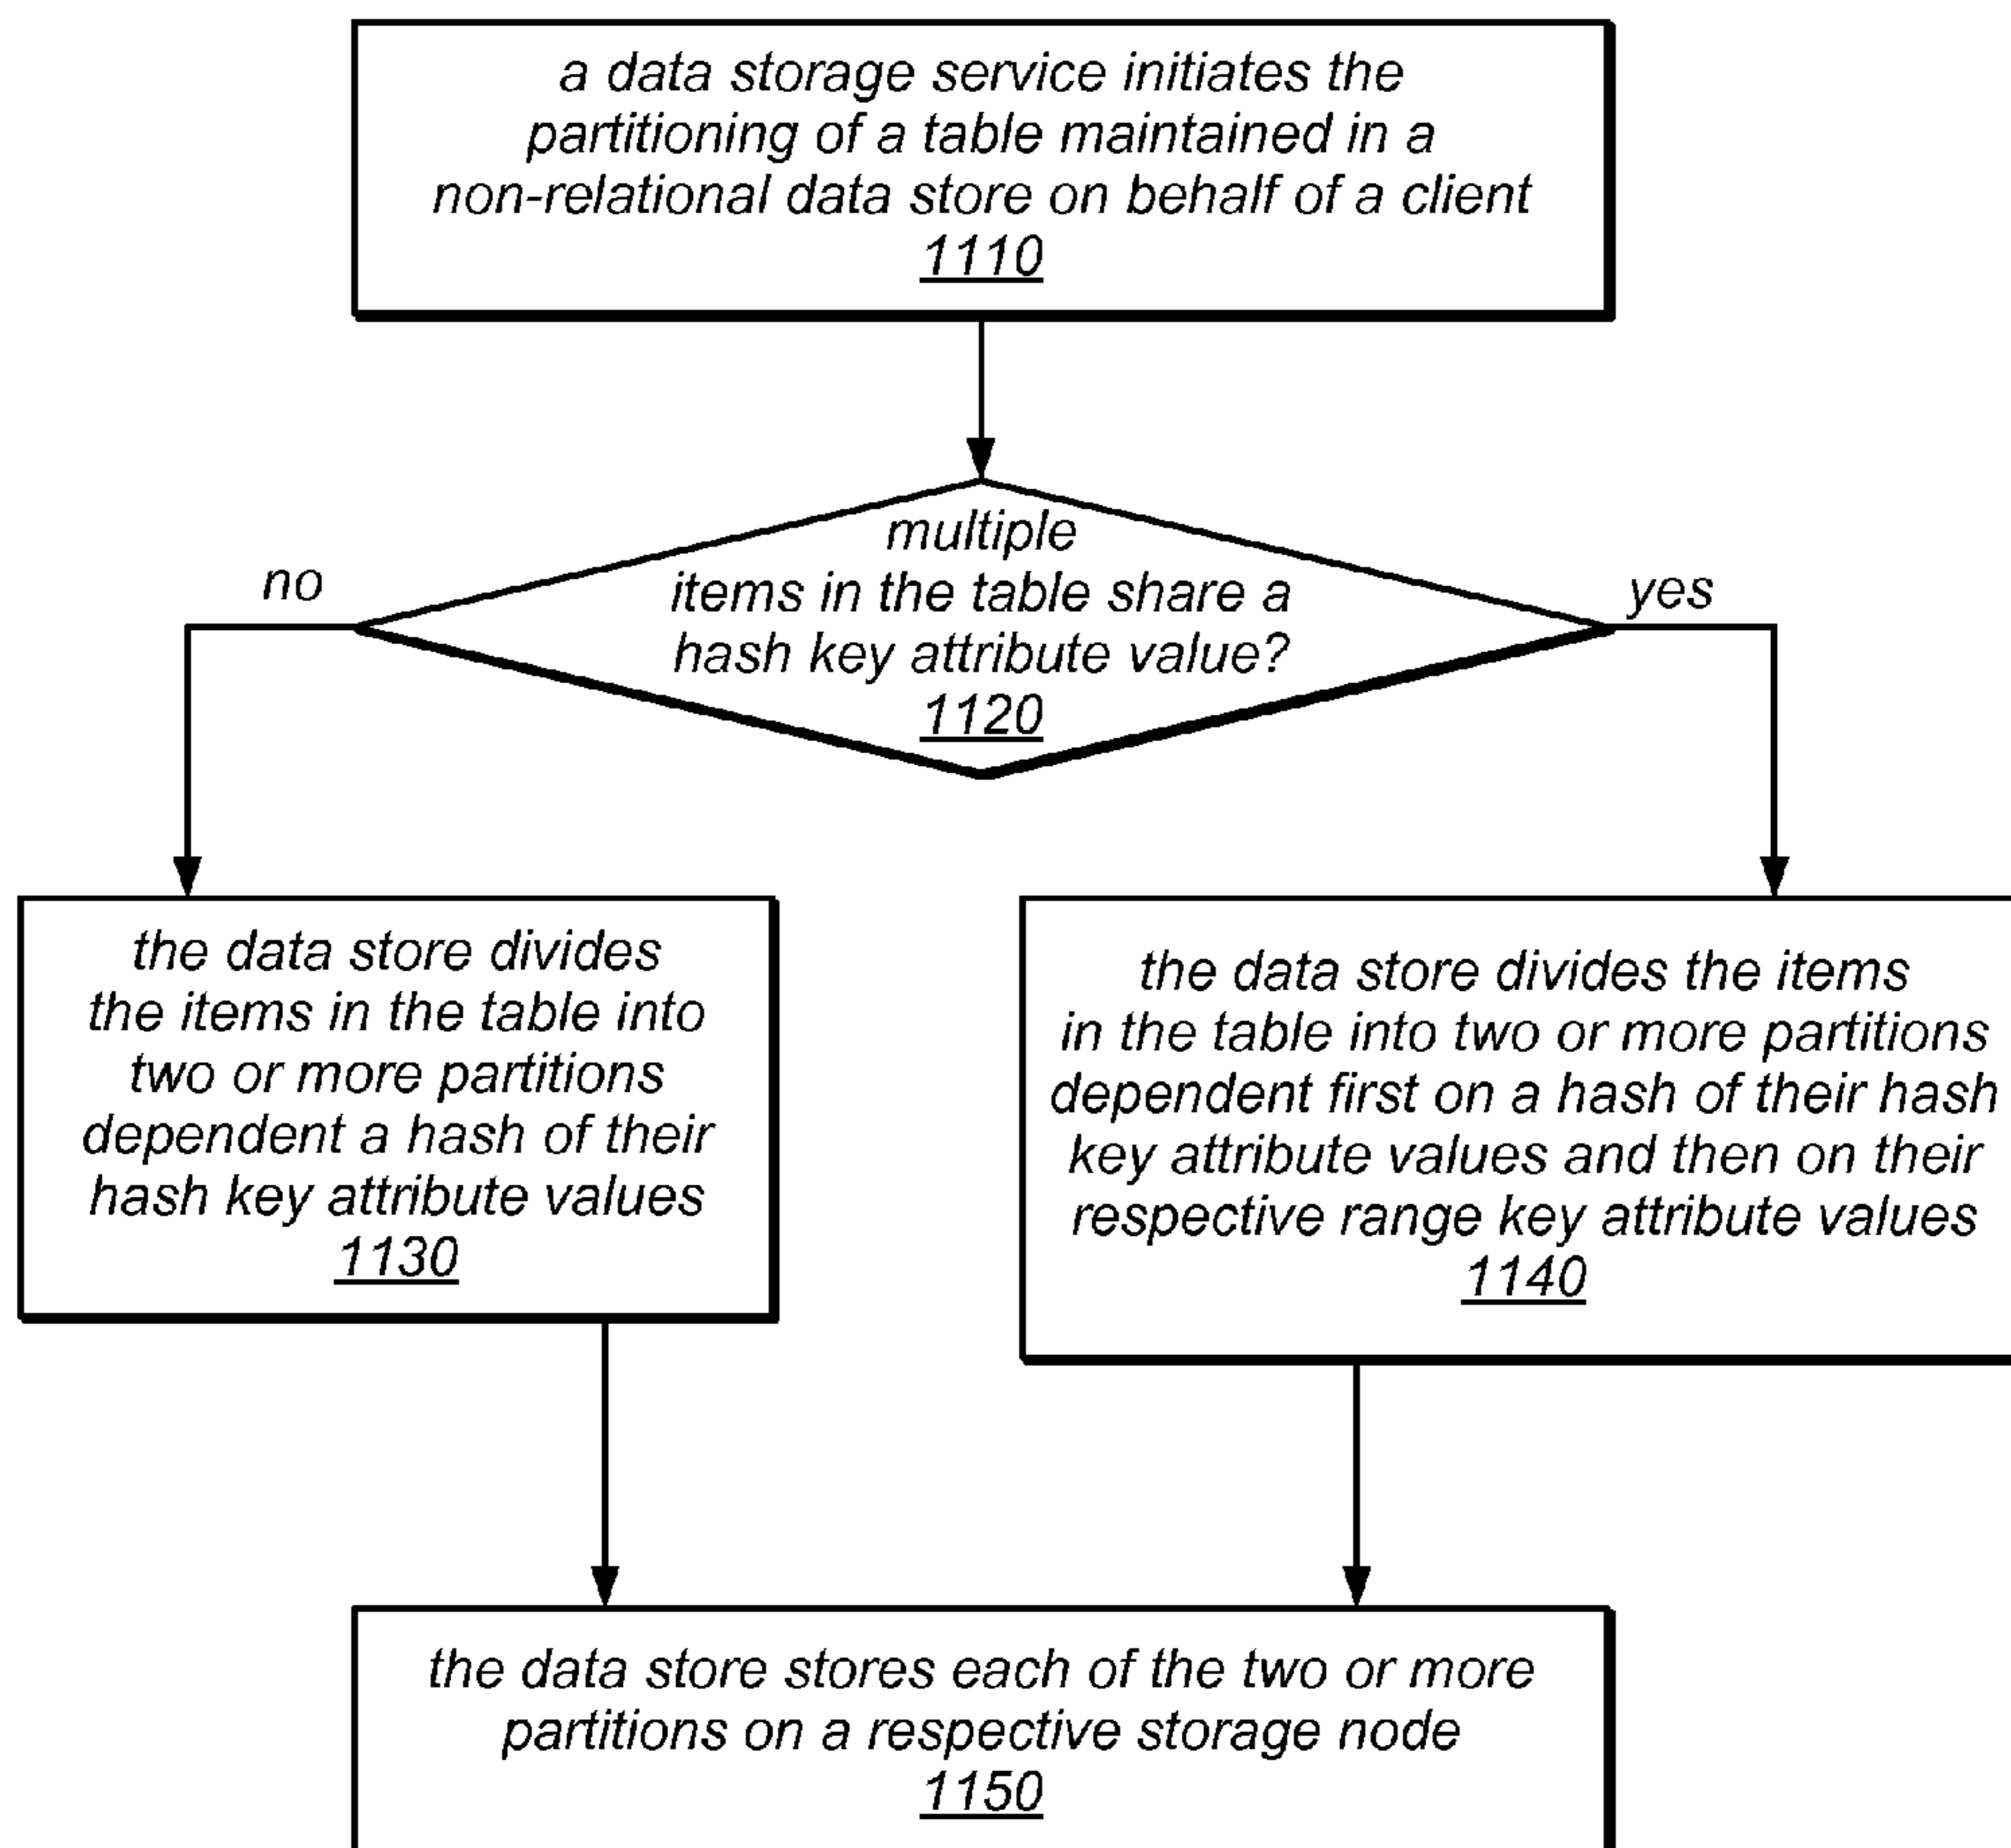 a data storage service initiates the
partitioning of a table maintained in a
non-relational data store on behalf of a client
1110
multiple
items in the table share a
hash key attribute value?
1120
no
yes
the data store divides
the items in the table into
two or more partitions
dependent a hash of their
hash key attribute values
1130
the data store divides the items
in the table into two or more partitions
dependent first on a hash of their hash
key attribute values and then on their
respective range key attribute values
1140
the data store stores each of the two or more
partitions on a respective storage node
1150